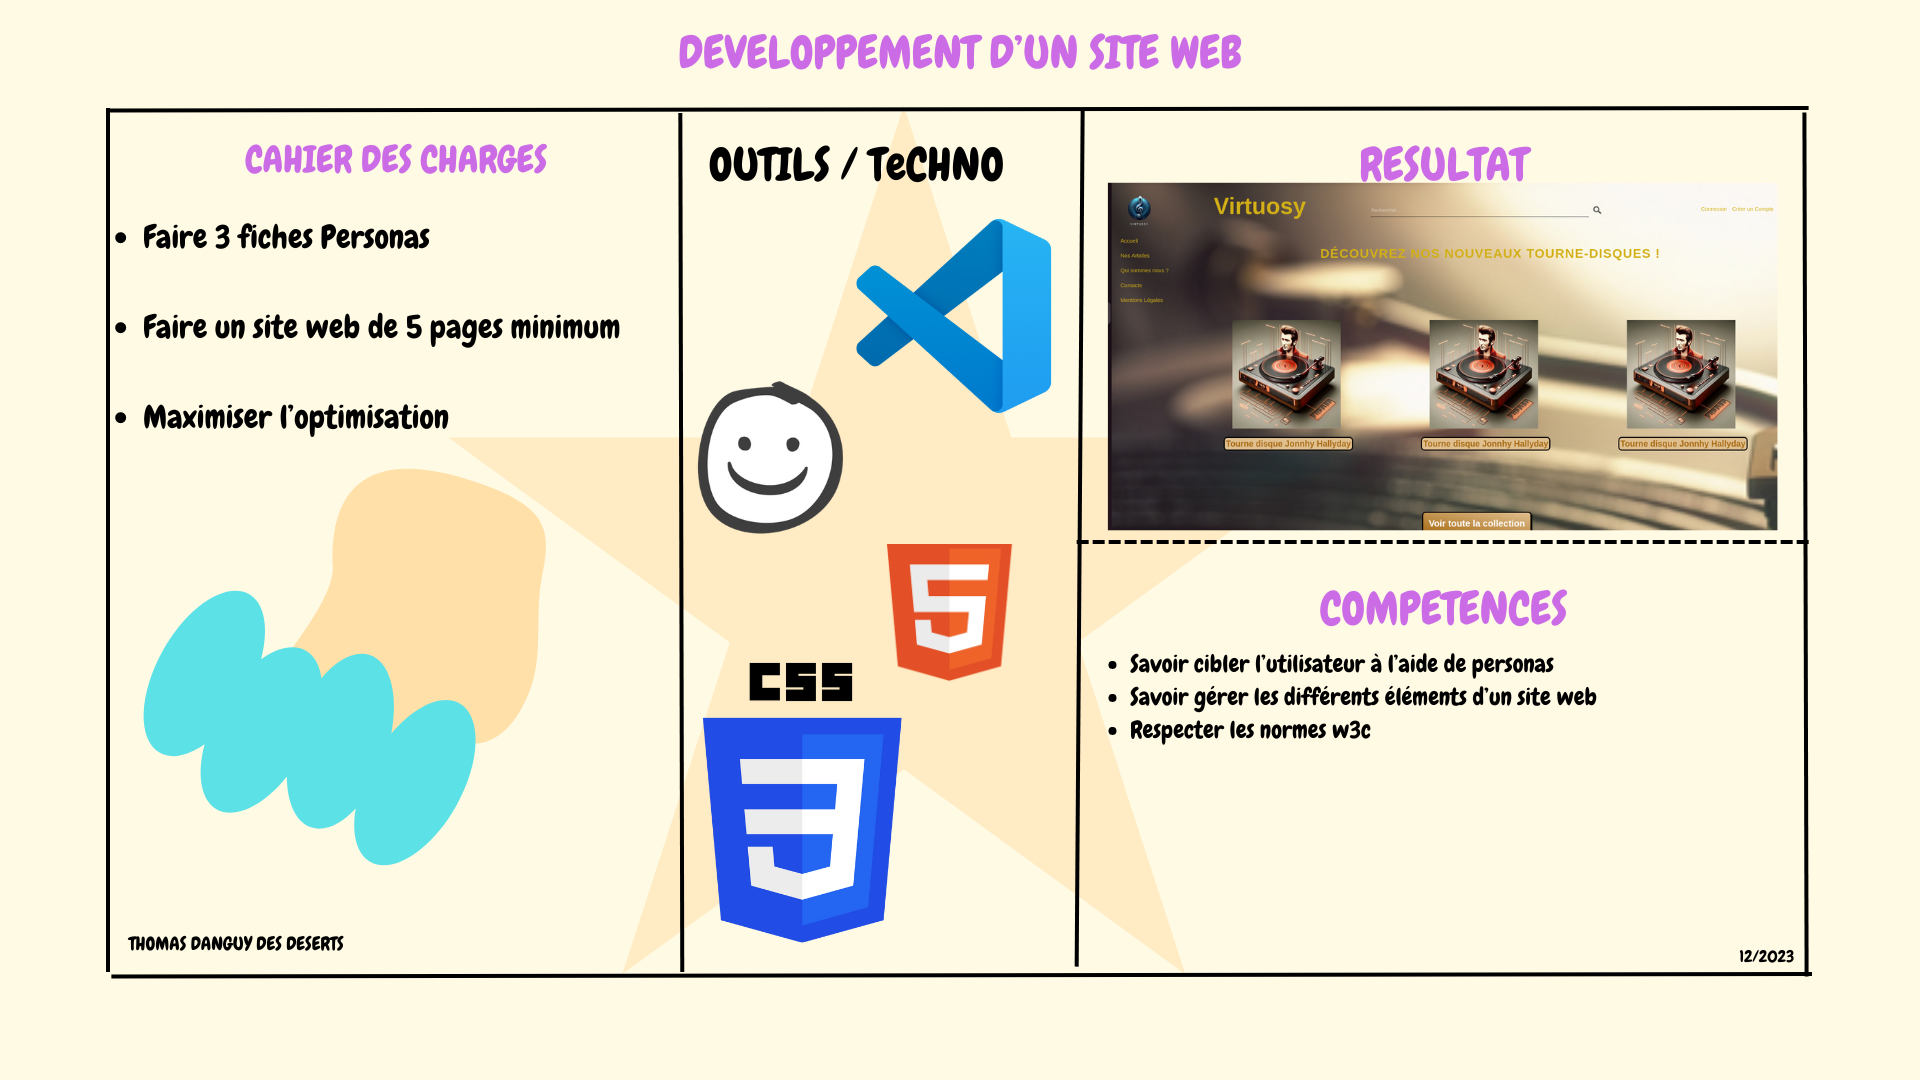 DEVELOPPEMENT D'UN SITE WEB
CAHIER DES CHARGES
• Faire 3 fiches Personas
• Faire un site web de 5 pages minimum
• Maximiser l'optimisation
THOMAS DANGUY DES DESERTS
OUTILS / TeCHNO
5
CSS
3
RESULTAT
Virtuosy
Connexion - Créer un Compte
Accueil
Nos Artistes
Qui sommes nous ?
Contacts
Mentions Légales
DÉCOUVREZ NOS NOUVEAUX TOURNE-DISQUES !
Tourne disque Jonnhy Hallyday
Tourne disque Jonnhy Hallyday
Tourne disque Jonnhy Hallyday
Voir toute la collection
COMPETENCES
• Savoir cibler l'utilisateur à l'aide de personas
• Savoir gérer les différents éléments d'un site web
• Respecter les normes w3c
12/2023